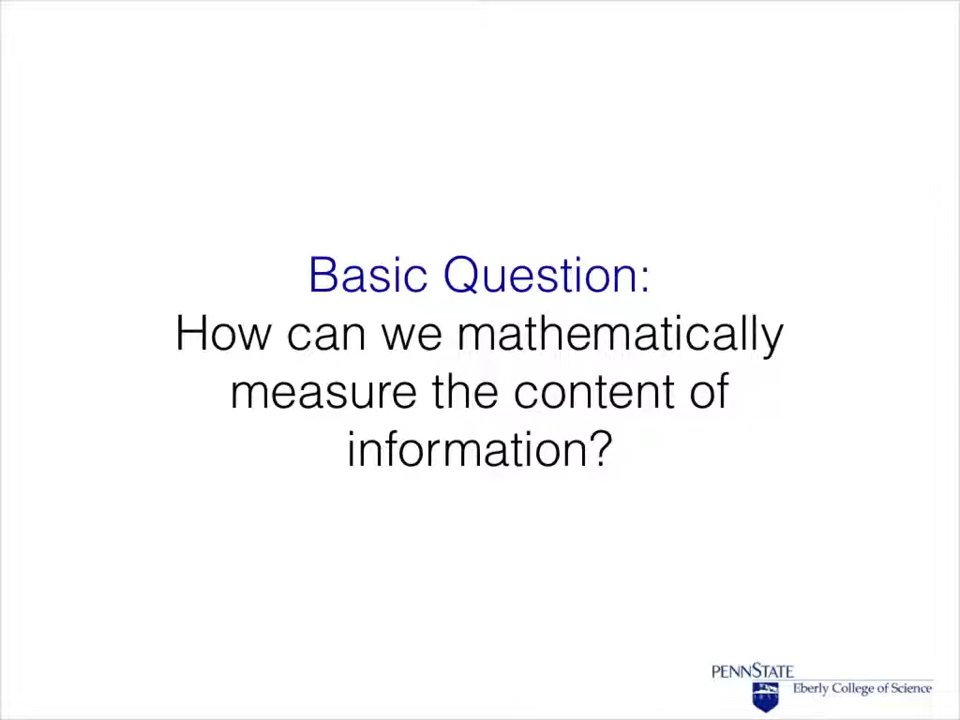 Basic Question:
How can we mathematically
measure the content of
information?
PENNSTATE
Eberly College of Science